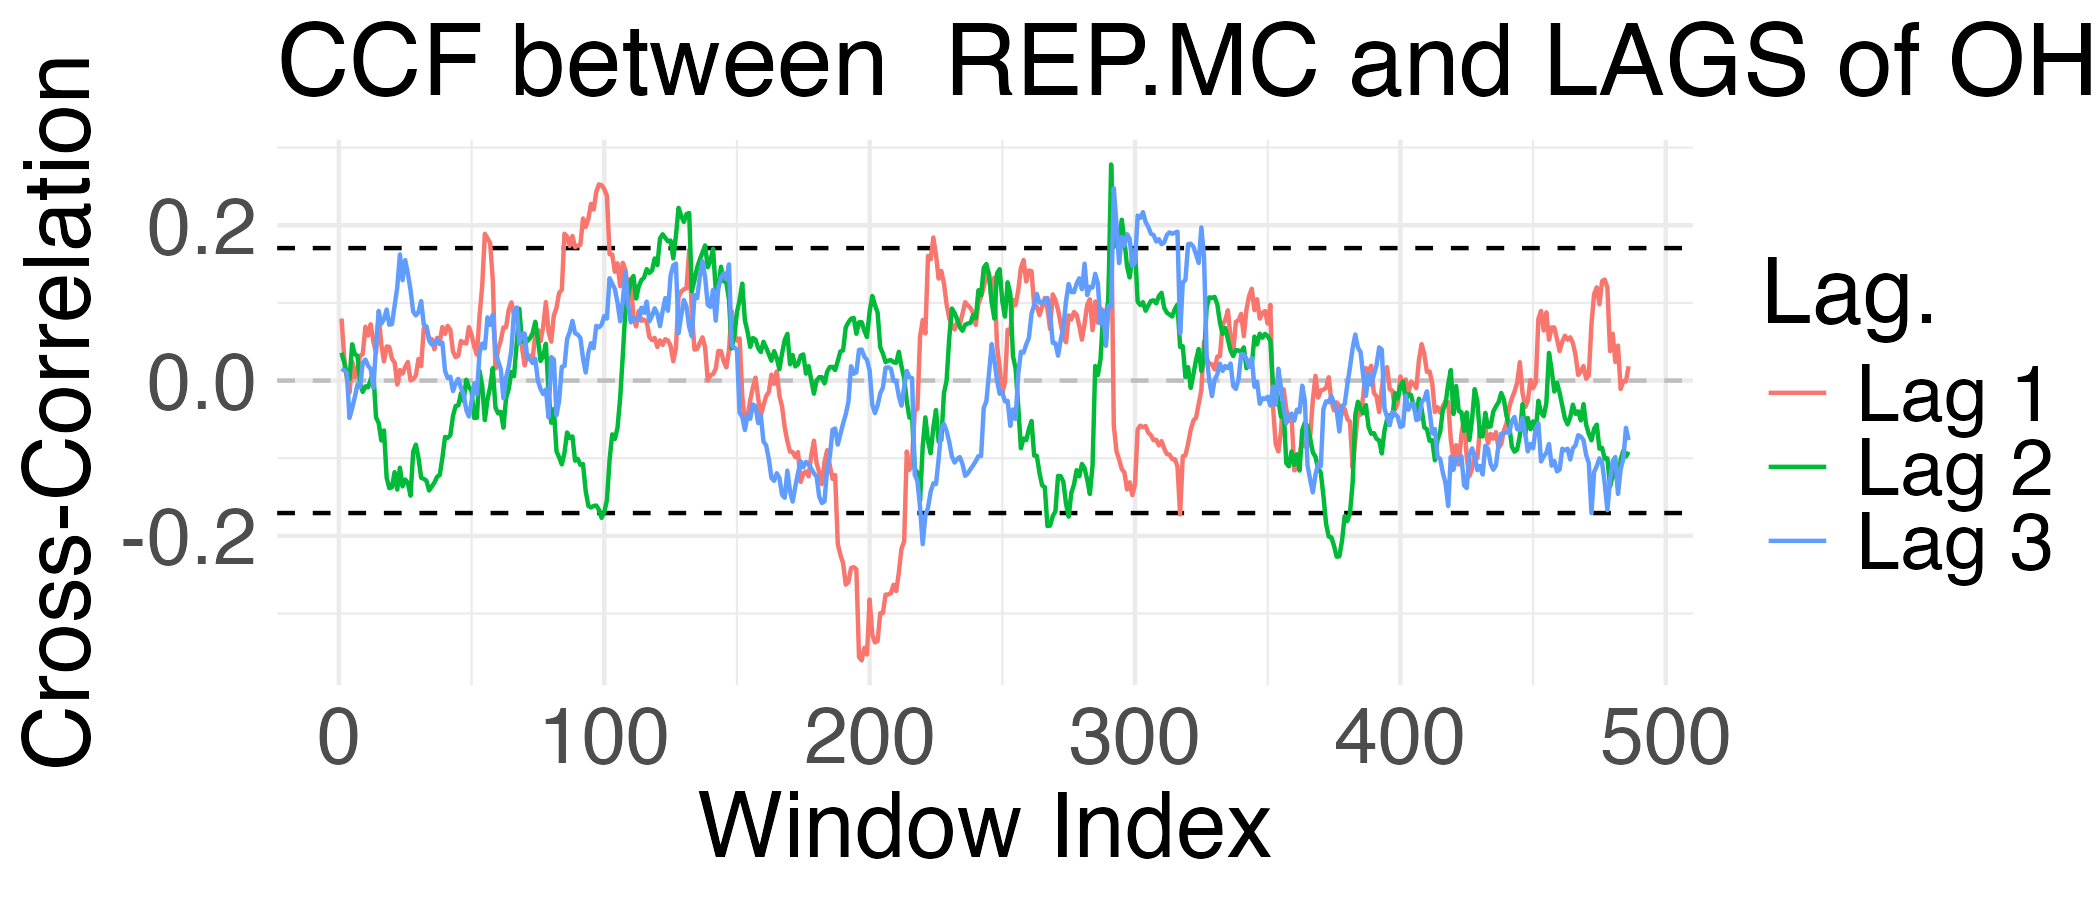 CCF between  REP.MC and LAGS of OH
Cross-Correlation
0.2
0.0
-0.2
0 100 200 300 400 500
Window Index
Lag.
Lag 1
Lag 2
Lag 3